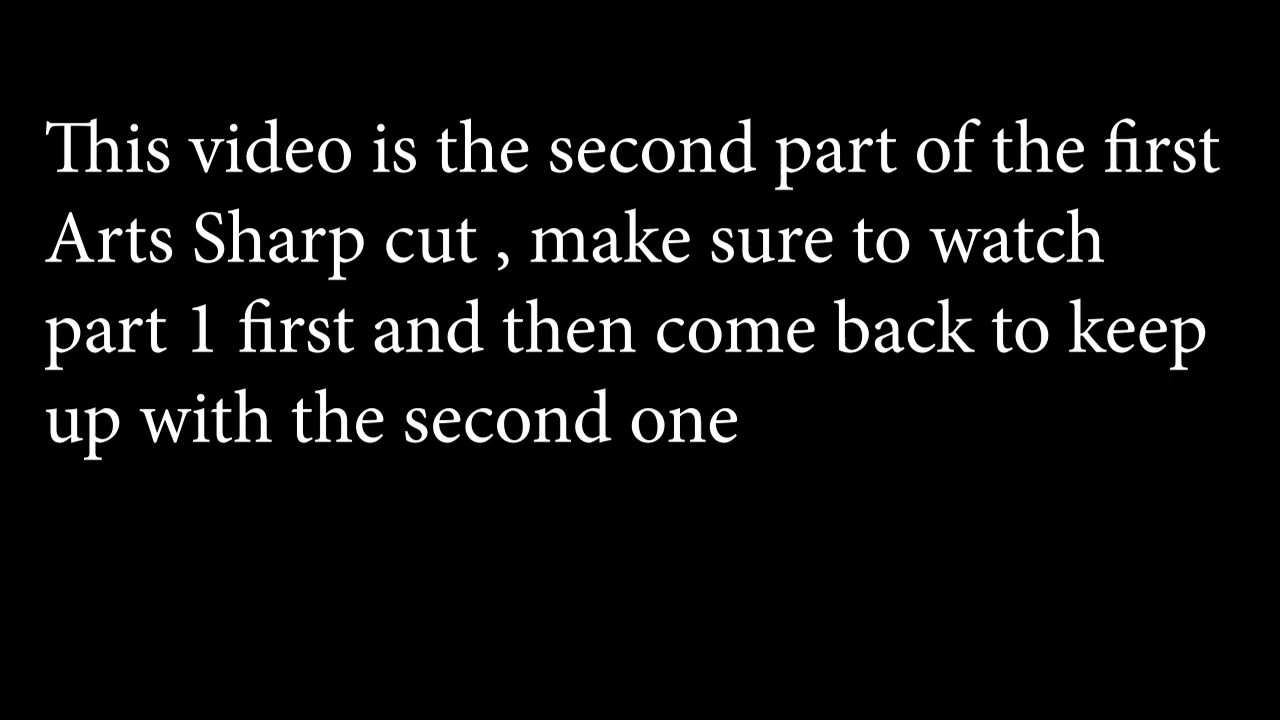 This video is the second part of the first
Arts Sharp cut , make sure to watch
part 1 first and then come back to keep
up with the second one